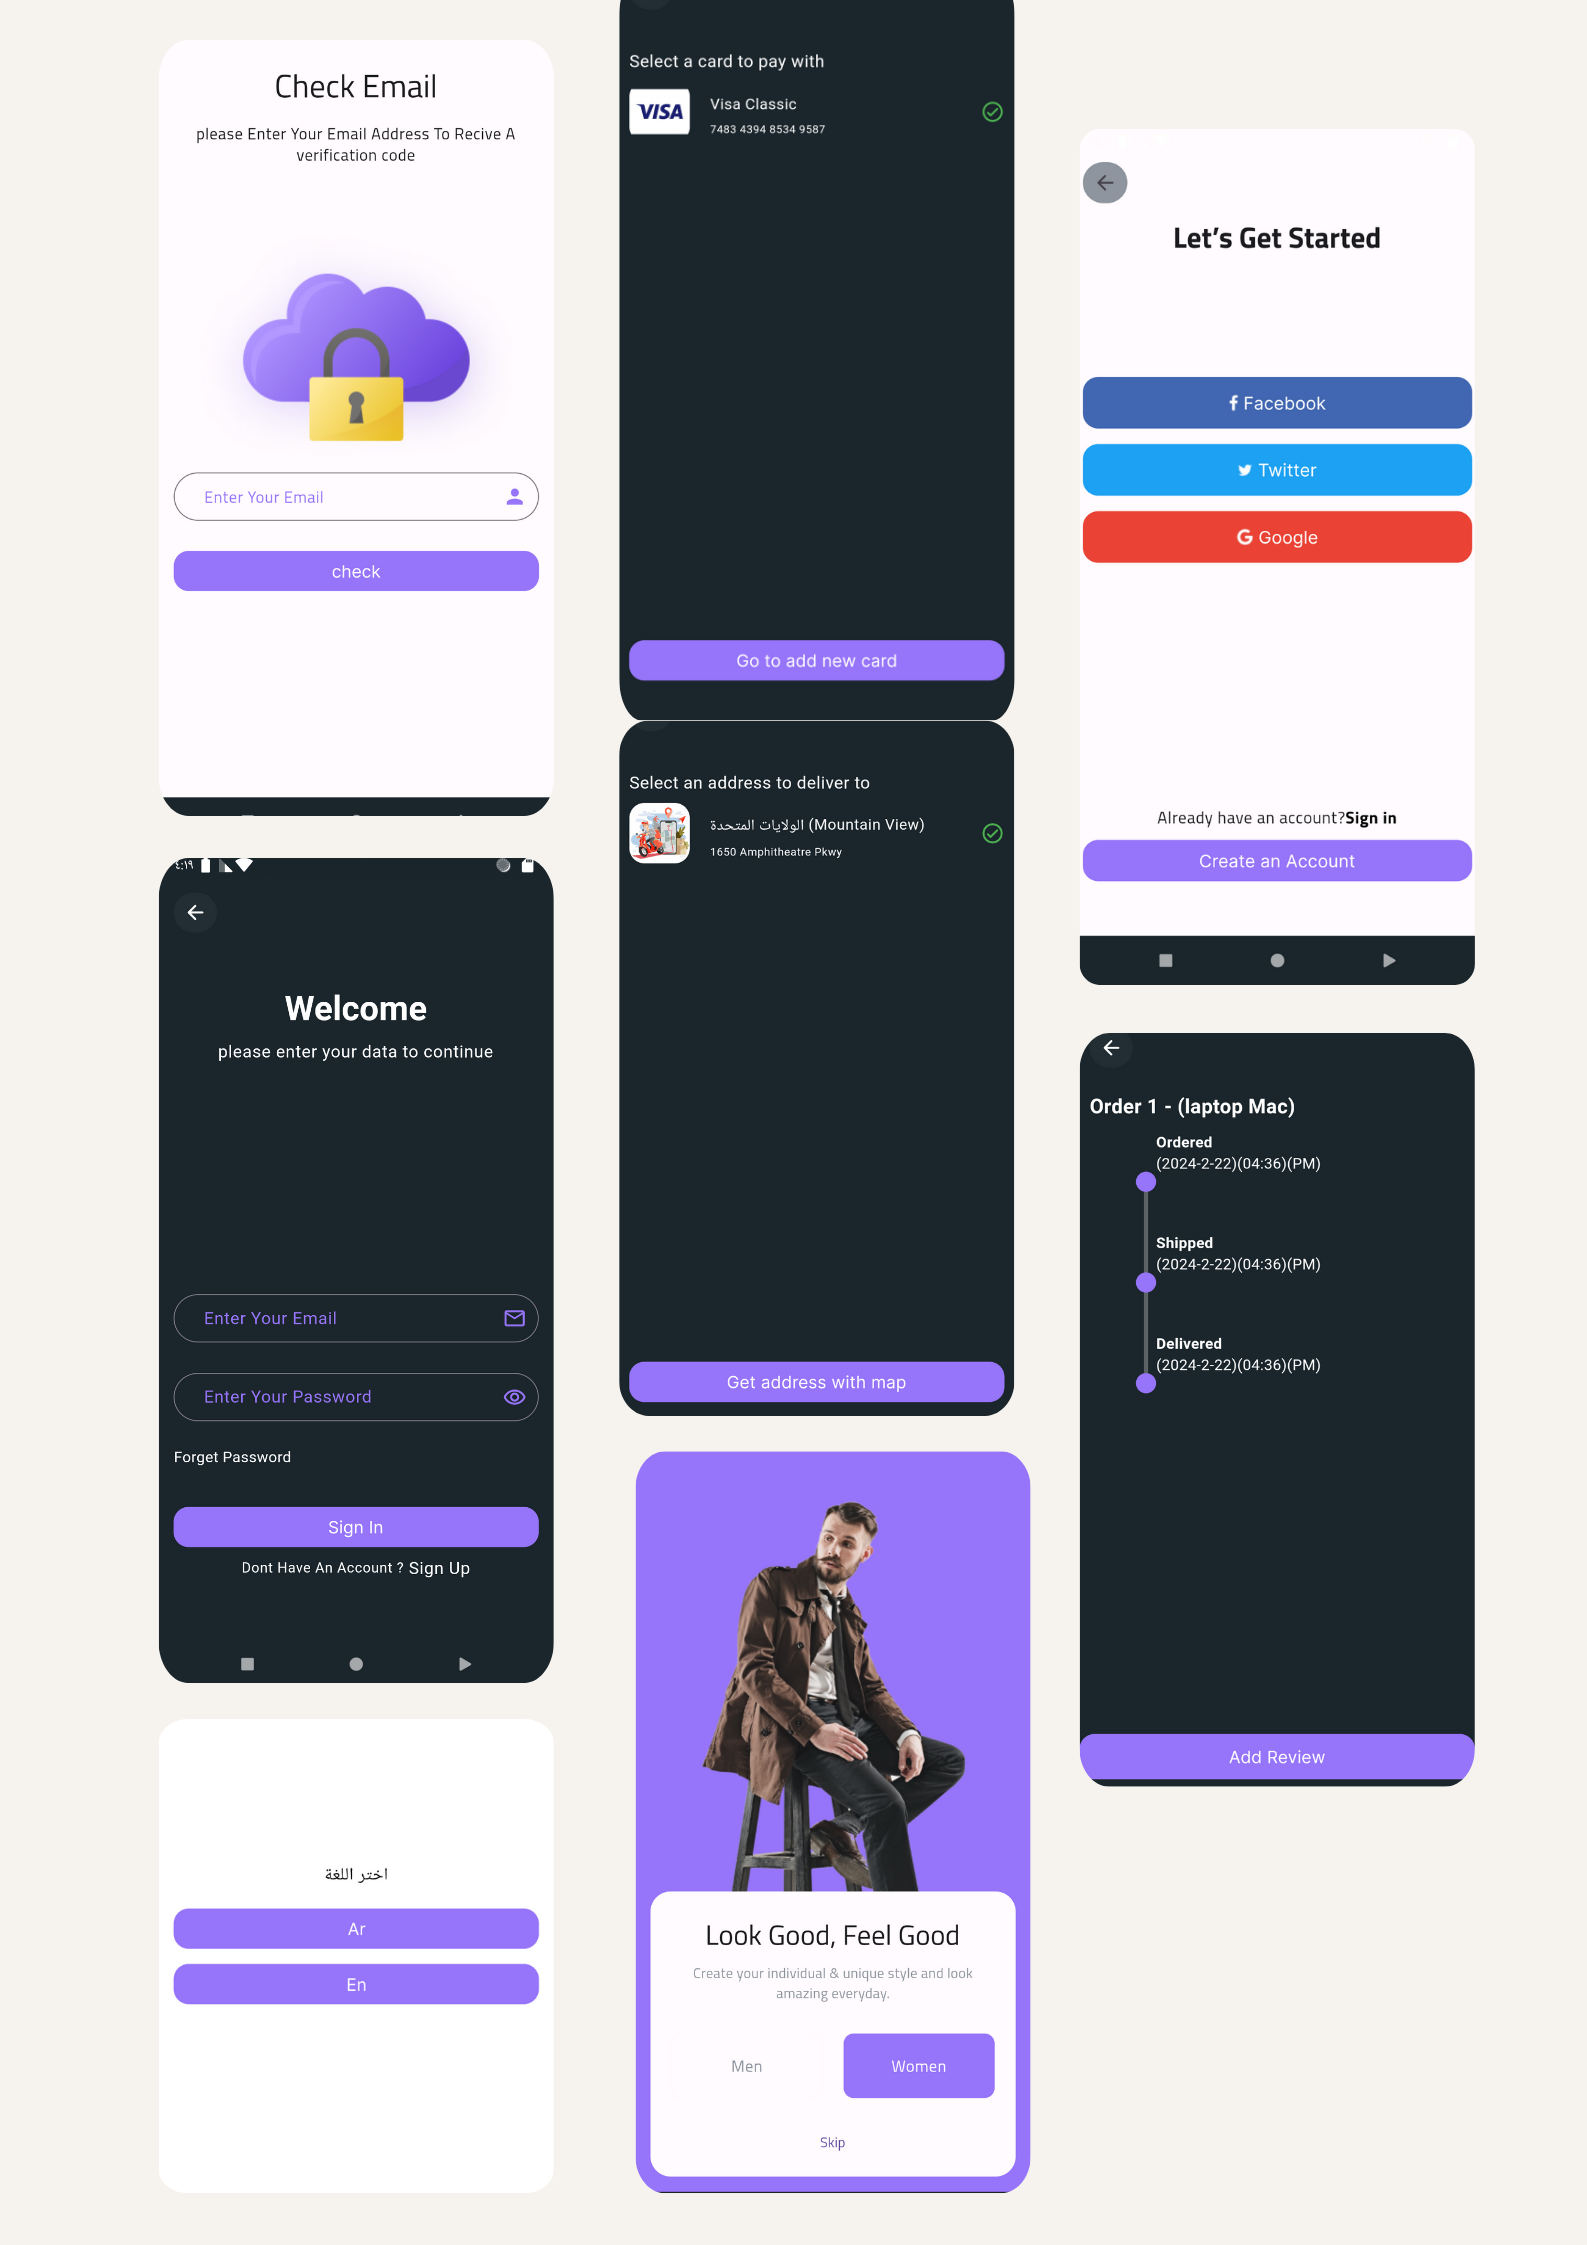 Check Email
please Enter Your Email Address To Recive A
verification code
Enter Your Email
check
٤:١٩
Welcome
please enter your data to continue
Enter Your Email
Enter Your Password
Forget Password
Sign In
Dont Have An Account ? Sign Up
اختر اللغة
Ar
En
Select a card to pay with
VISA
Visa Classic
7483 4394 8534 9587
Go to add new card
Select an address to deliver to
الولايات المتحدة (Mountain View)
1650 Amphitheatre Pkwy
Get address with map
Look Good, Feel Good
Create your individual & unique style and look
amazing everyday.
Men
Women
Skip
Let's Get Started
Facebook
Twitter
Google
Already have an account?Sign in
Create an Account
Order 1 - (laptop Mac)
Ordered
(2024-2-22)(04:36)(PM)
Shipped
(2024-2-22)(04:36)(PM)
Delivered
(2024-2-22)(04:36)(PM)
Add Review